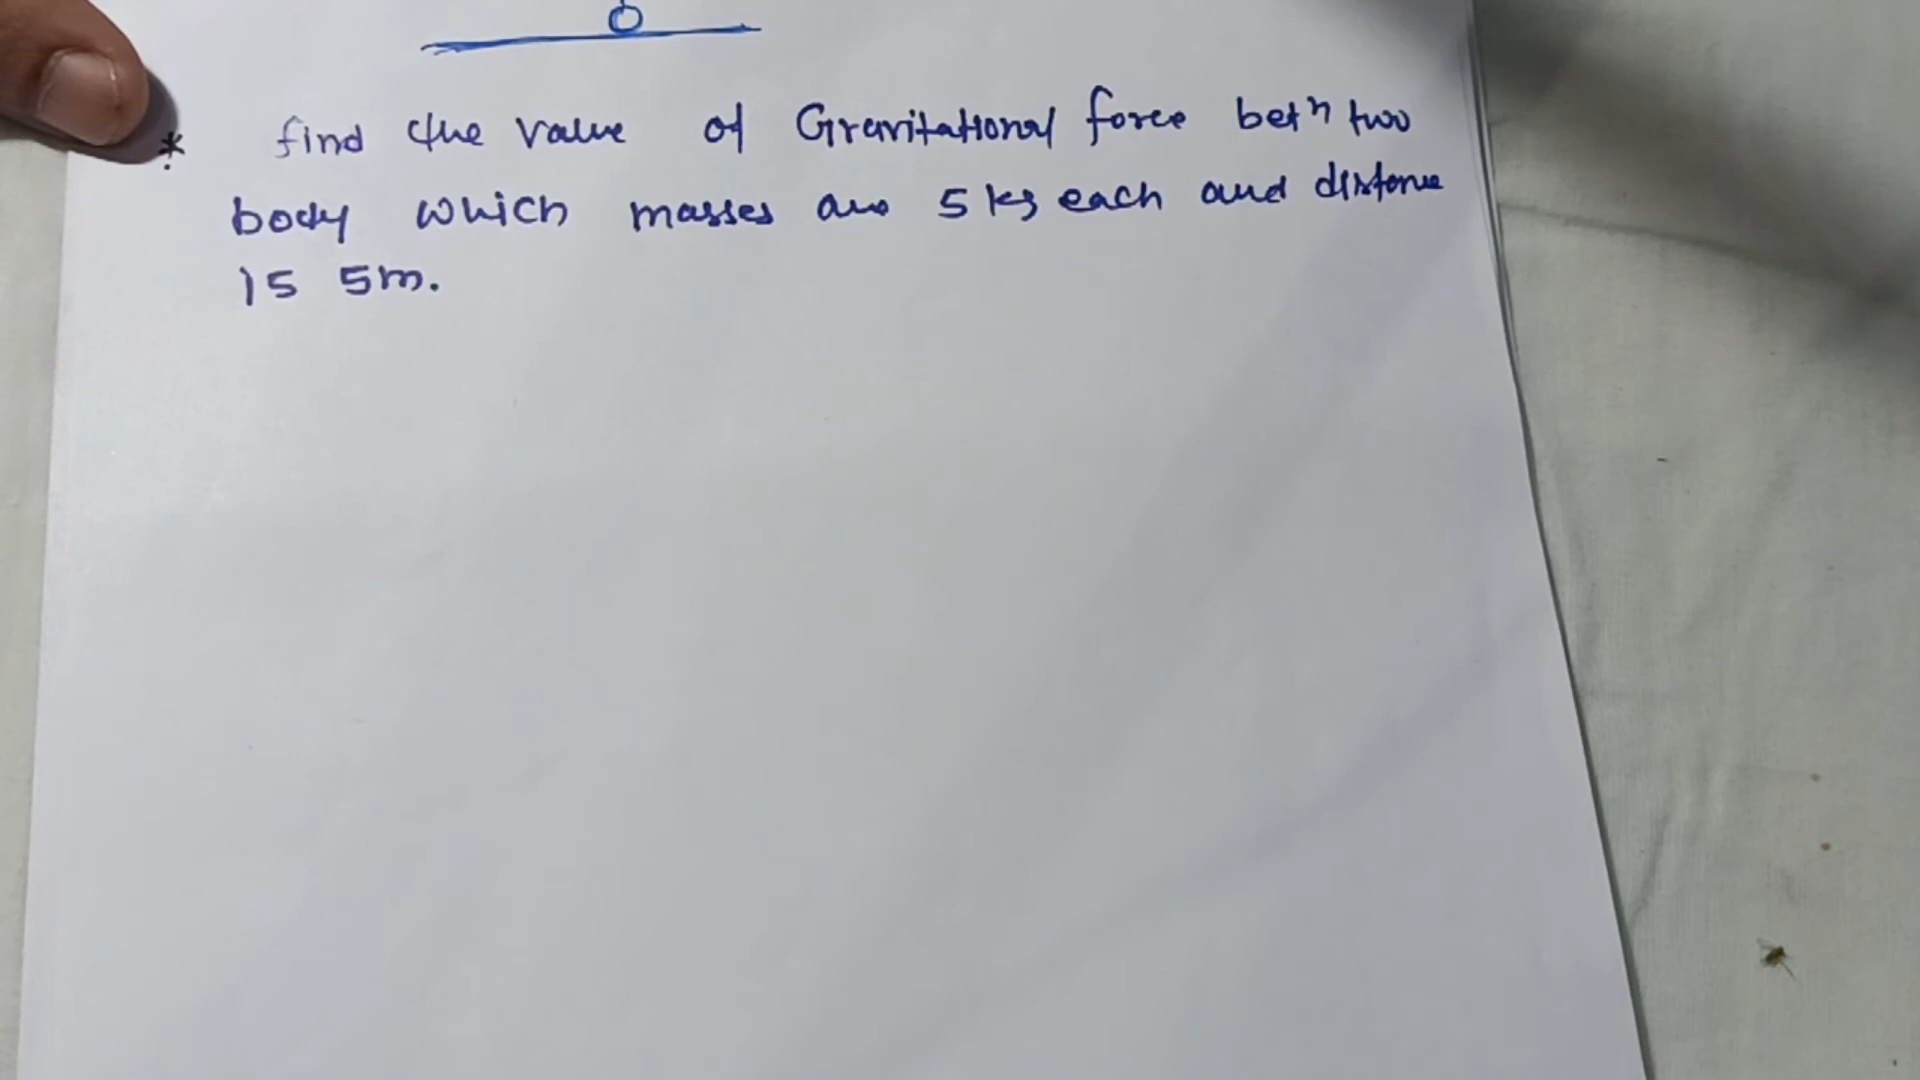 * find the value of Gravitational force betn two
body which masses are 5 kg each and distance
is 5m.